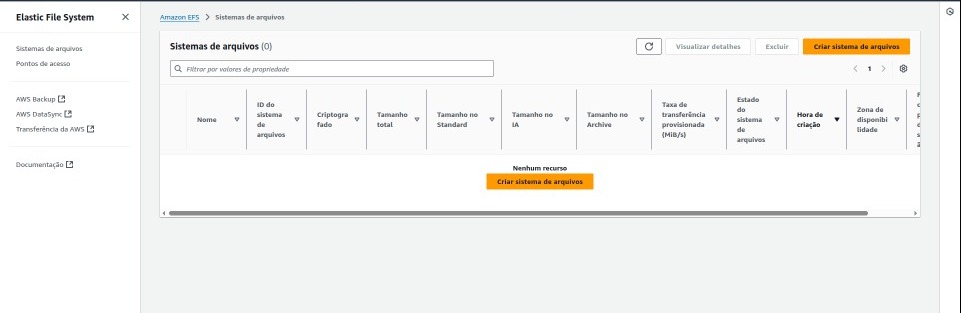 Elastic File System
Sistemas de arquivos
Pontos de acesso
AWS Backup
AWS DataSync
Transferência da AWS
Documentação
Amazon EFS > Sistemas de arquivos
Sistemas de arquivos (0)
Visualizar detalhes
Excluir
Criar sistema de arquivos
Filtrar por valores de propriedade
1
Nome
ID do
sistema
de
arquivos
Criptogra
fado
Tamanho
total
Tamanho no
Standard
Tamanho no
IA
Tamanho no
Archive
Taxa de
transferência
provisionada
(MiB/s)
Estado
do
sistema
de
arquivos
Hora de
criação
Zona de
disponibi
lidade
Nenhum recurso
Criar sistema de arquivos